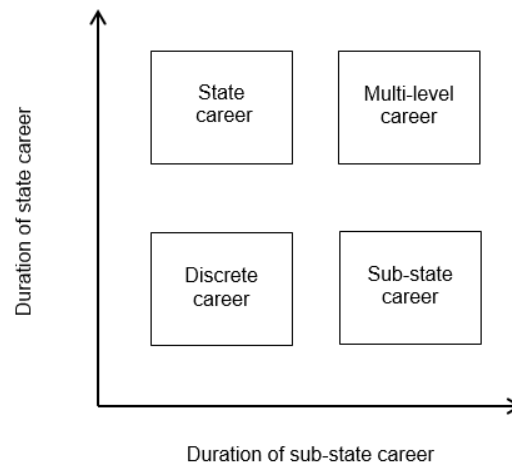 Duration of state career
State
career
Multi-level
career
Discrete
career
Sub-state
career
Duration of sub-state career